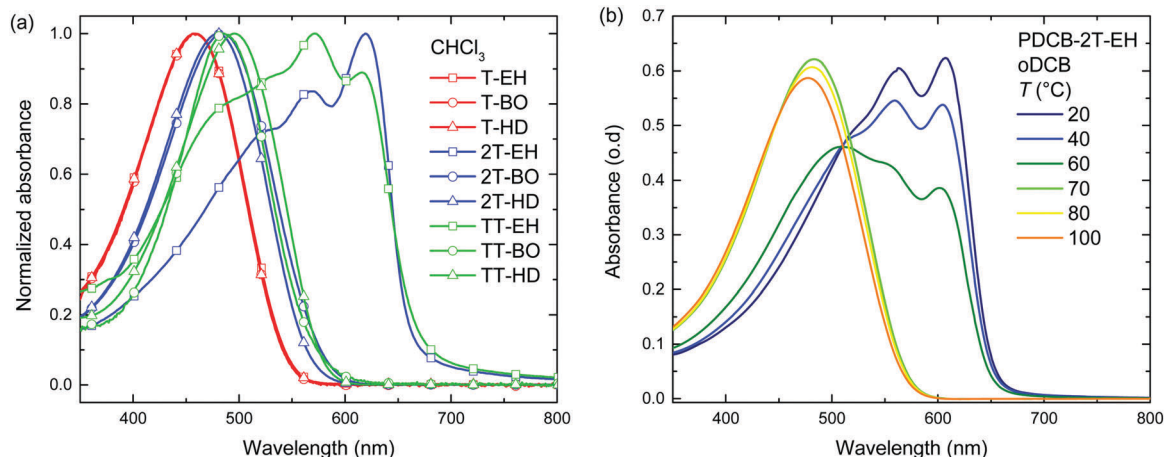 (a)
CHCl3
T-EH
T-BO
T-HD
2T-EH
2T-BO
2T-HD
TT-EH
TT-BO
TT-HD
Normalized absorbance
1.0
0.8
0.6
0.4
0.2
0.0
400 500 600 700 800
Wavelength (nm)
(b)
PDCB-2T-EH
oDCB
T (°C)
20
40
60
70
80
100
Absorbance (o.d)
0.7
0.6
0.5
0.4
0.3
0.2
0.1
0.0
400 500 600 700 800
Wavelength (nm)